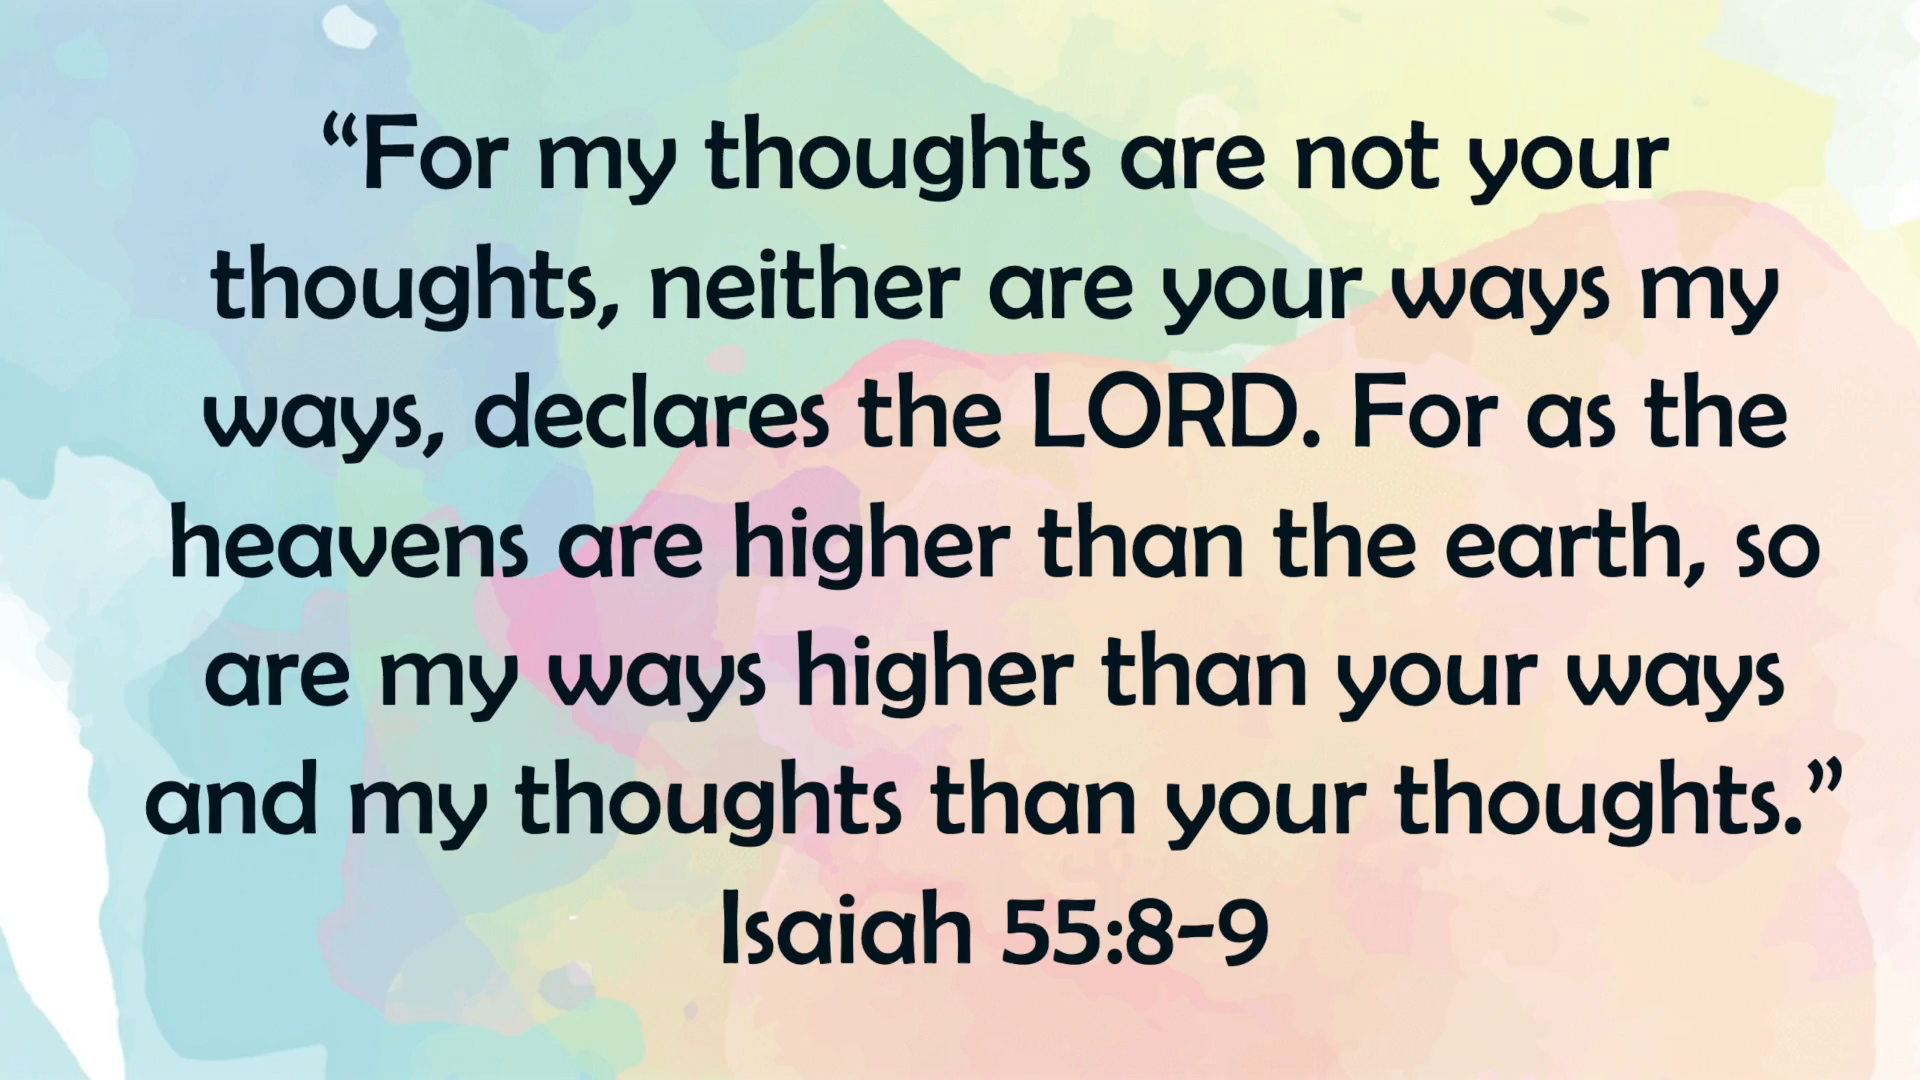 “For my thoughts are not your
thoughts, neither are your ways my
ways, declares the LORD. For as the
heavens are higher than the earth, so
are my ways higher than your ways
and my thoughts than your thoughts.”
Isaiah 55:8-9